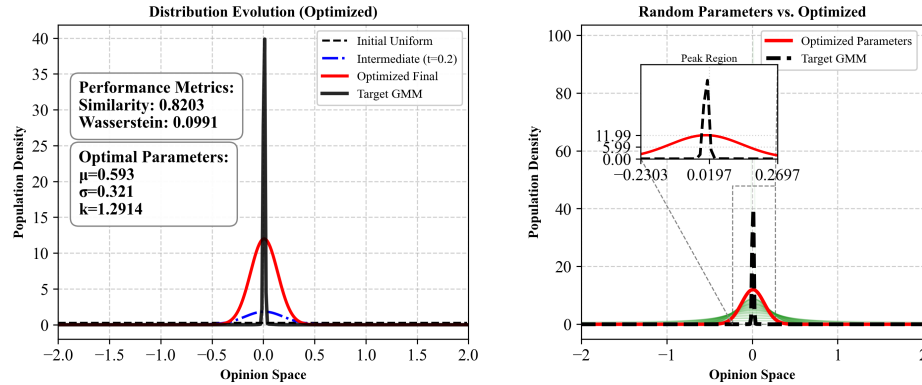 Distribution Evolution (Optimized)
Population Density
40
35
30
25
20
15
10
5
0
−2.0
−1.5
−1.0
−0.5
0.0
0.5
1.0
1.5
2.0
Opinion Space
Initial Uniform
Intermediate (t=0.2)
Optimized Final
Target GMM
Performance Metrics:
Similarity: 0.8203
Wasserstein: 0.0991
Optimal Parameters:
μ=0.593
σ=0.321
k=1.2914
Random Parameters vs. Optimized
Population Density
100
80
60
40
20
0
−2
−1
0
1
2
Opinion Space
Optimized Parameters
Target GMM
Peak Region
11.99
5.99
0.00
−0.2303
0.0197
0.2697